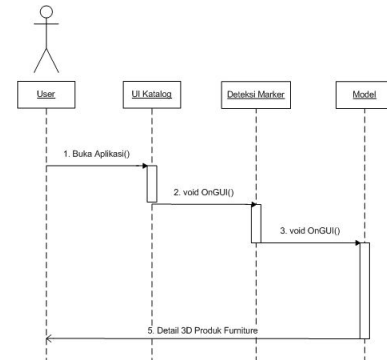 User
UI Katalog
Deteksi Marker
Model
1. Buka Aplikasi()
2. void OnGUI()
3. void OnGUI()
5. Detail 3D Produk Furniture